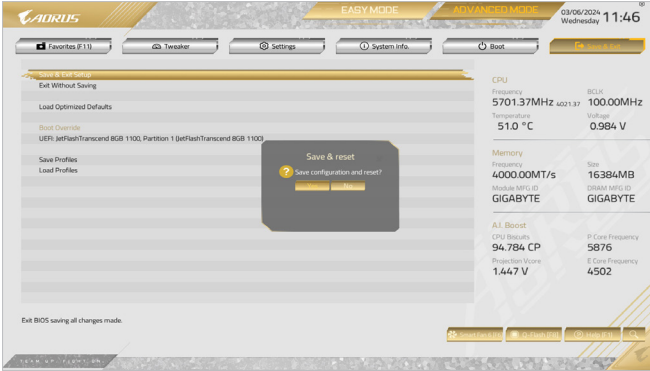 AORUS
EASY MODE
ADVANCED MODE
03/06/2024
Wednesday
11:46
Favorites (F11)
Tweaker
Settings
System Info.
Boot
Save & Exit
Save & Exit Setup
Exit Without Saving
Load Optimized Defaults
Boot Override
UEFI: JetFlashTranscend 8GB 1100, Partition 1 (JetFlashTranscend 8GB 1100)
Save Profiles
Load Profiles
Save & reset
Save configuration and reset?
Yes
No
CPU
Frequency BCLK
5701.37MHz 4021.37 100.00MHz
Temperature Voltage
51.0 °C 0.984 V
Memory
Frequency Size
4000.00MT/s 16384MB
Module MFG ID DRAM MFG ID
GIGABYTE GIGABYTE
A.I. Boost
CPU Biscuits P Core Frequency
94.784 CP 5876
Projection Vcore E Core Frequency
1.447 V 4502
Exit BIOS saving all changes made.
Smart Fan 6 (F6)
Q-Flash (F8)
Help (F1)
TEAM UP. FIGHT ON.